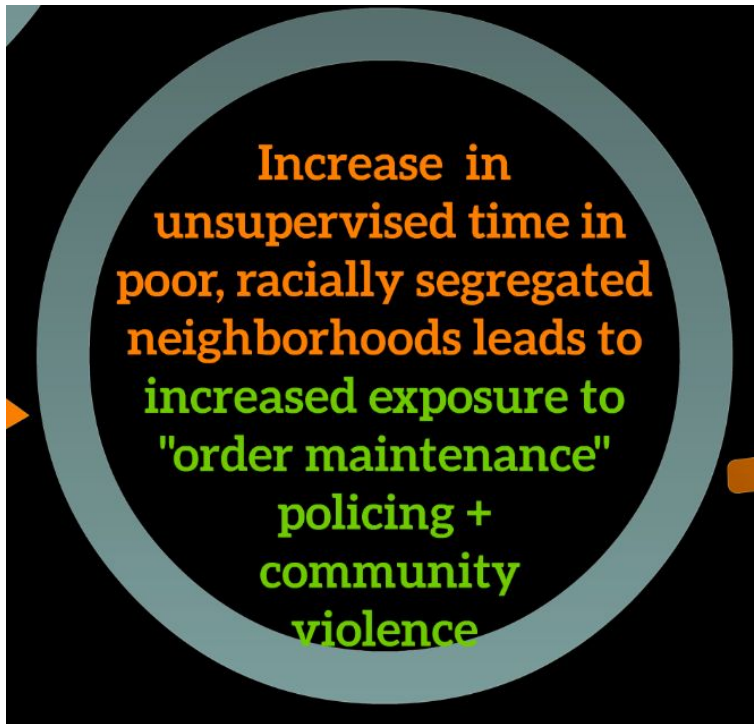 Increase in
unsupervised time in
poor, racially segregated
neighborhoods leads to
increased exposure to
"order maintenance"
policing +
community
violence